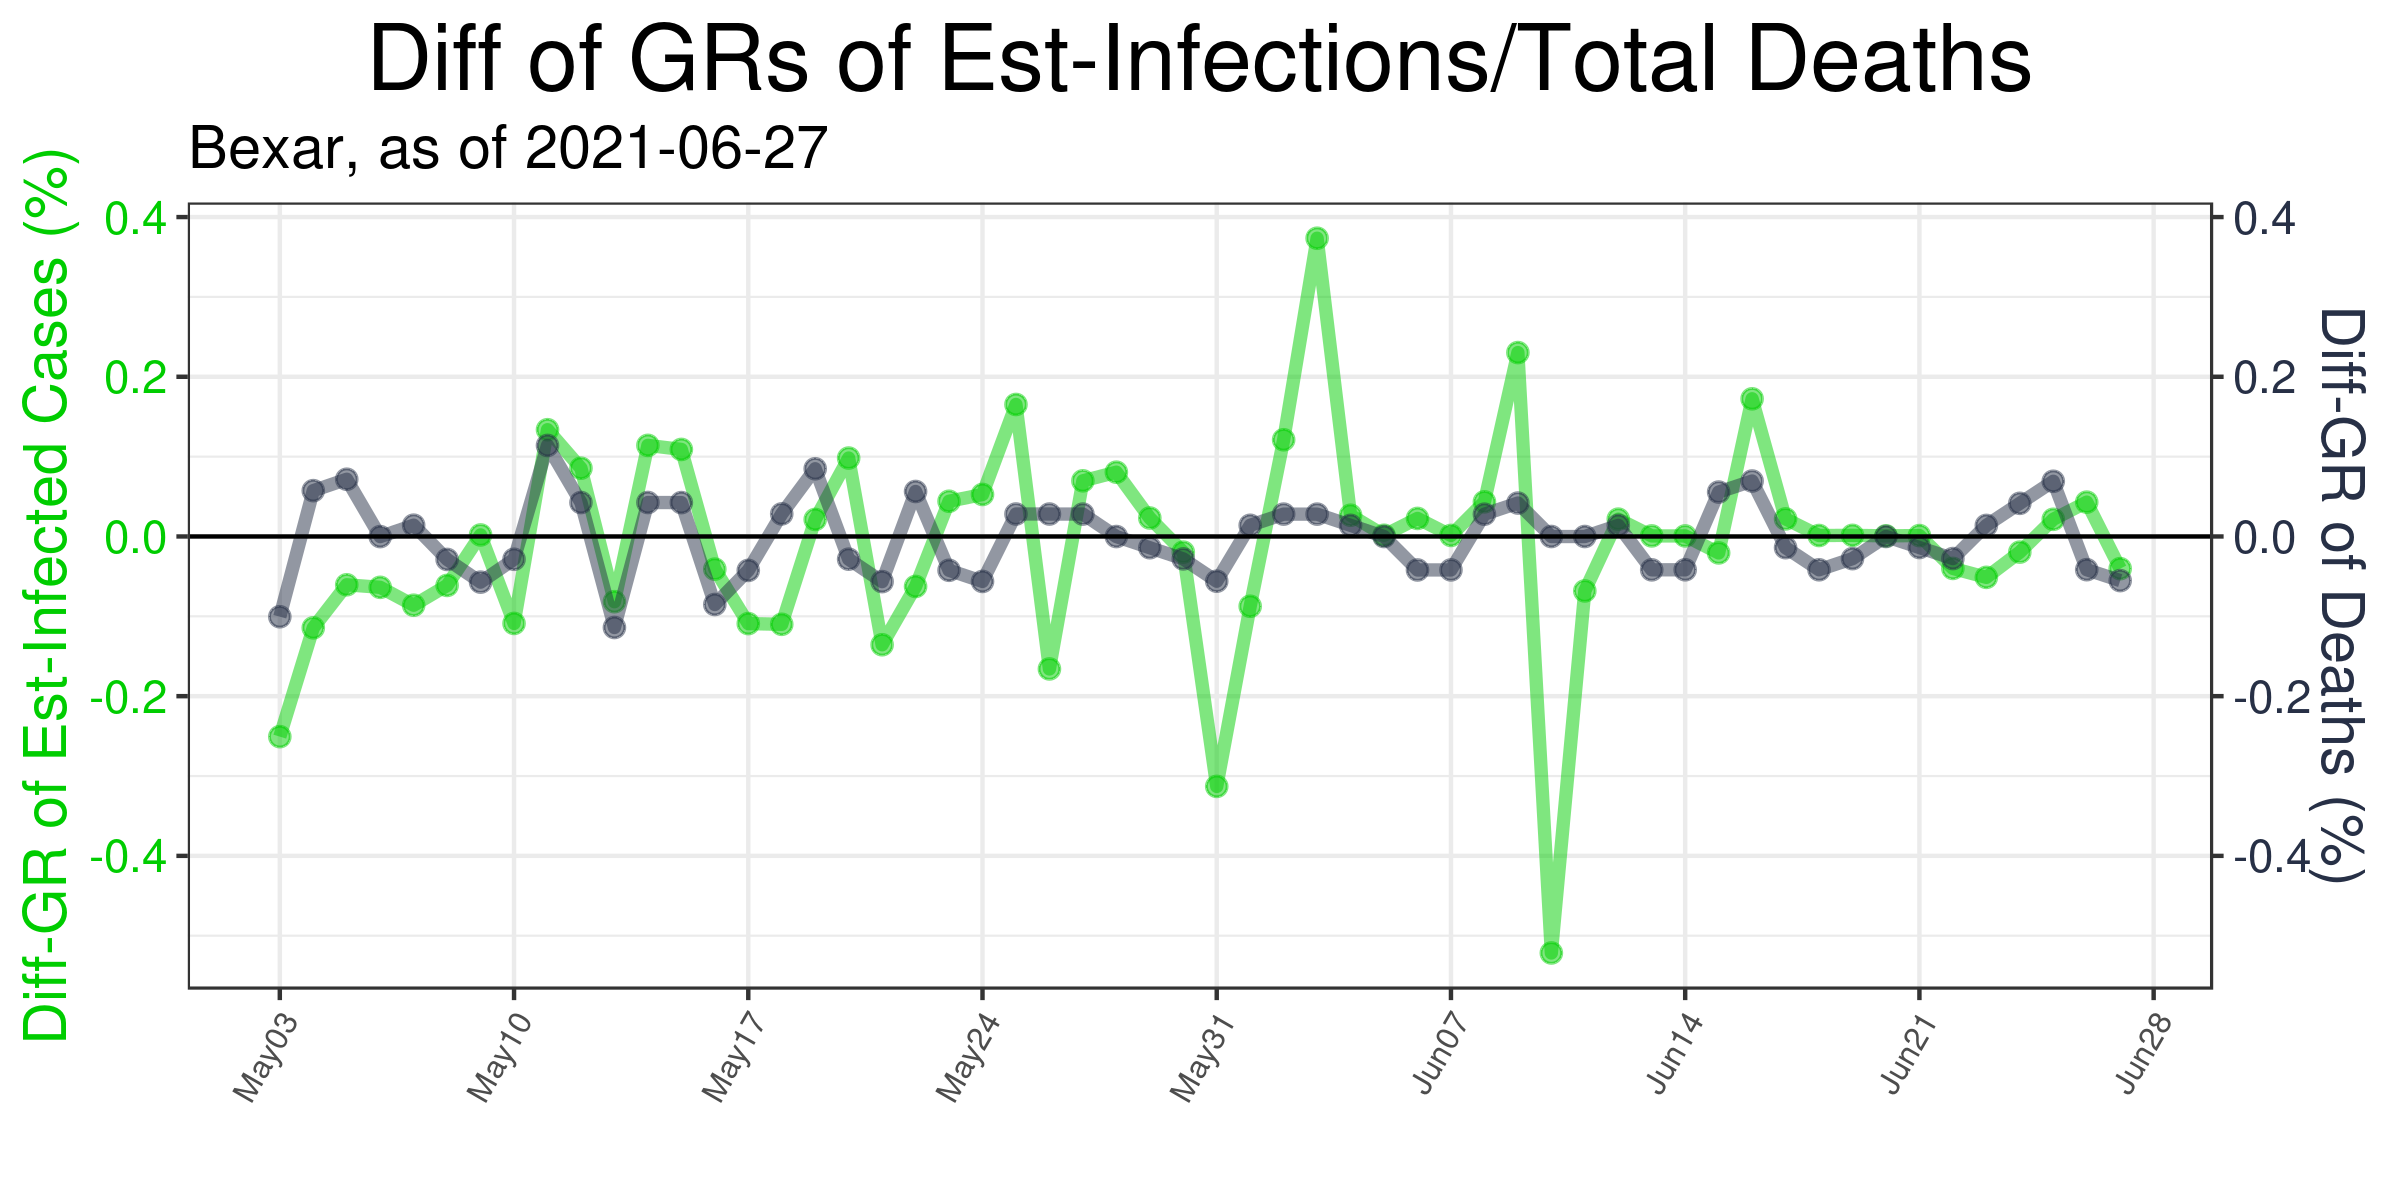 Diff of GRs of Est-Infections/Total Deaths
Bexar, as of 2021-06-27
Diff-GR of Est-Infected Cases (%)
0.4
0.2
0.0
-0.2
-0.4
0.4
0.2
0.0
-0.2
-0.4
Diff-GR of Deaths (%)
May03
May10
May17
May24
May31
Jun07
Jun14
Jun21
Jun28